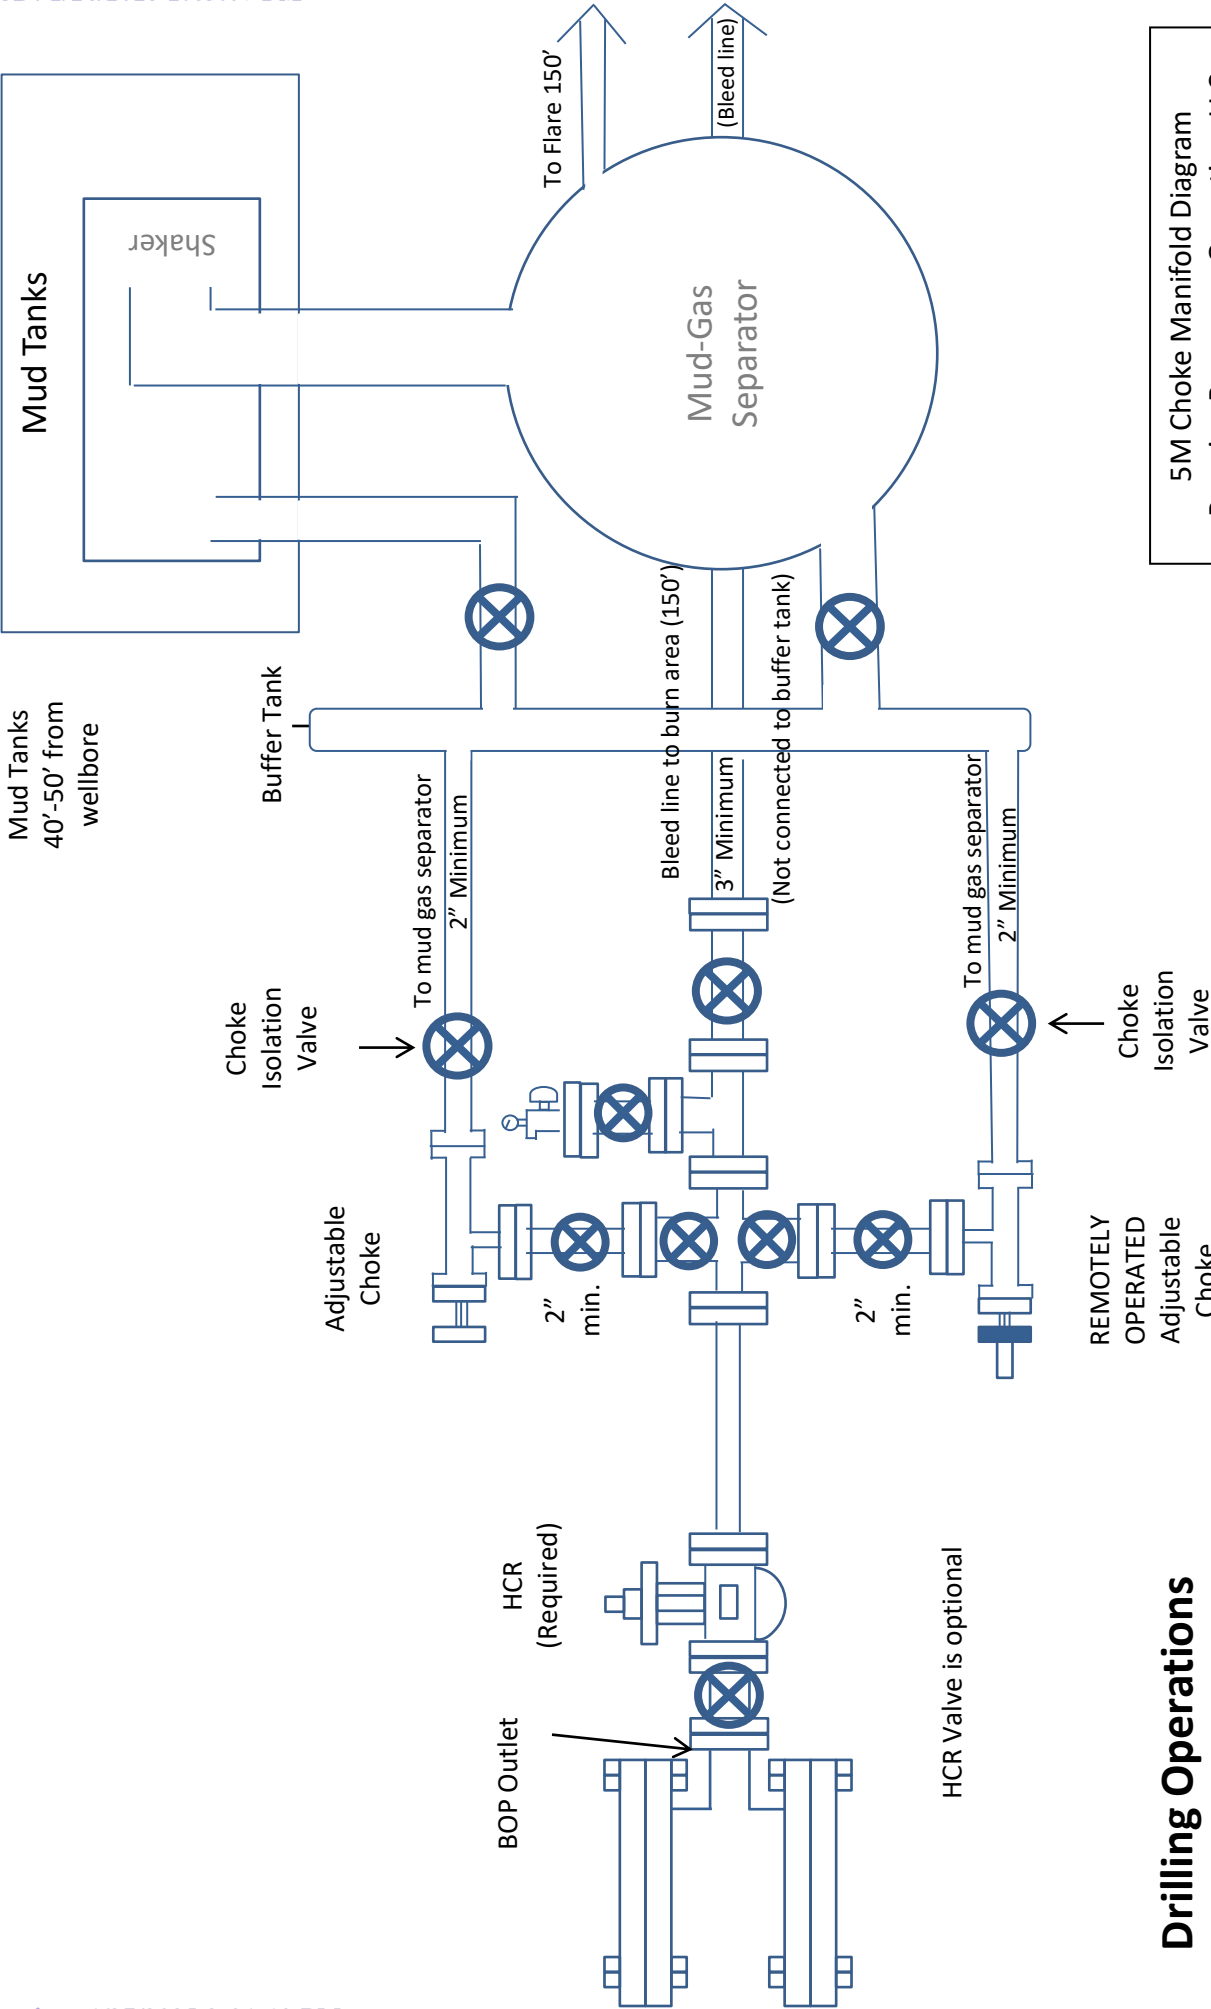 Mud Tanks
Shaker
To Flare 150’
(Bleed line)
Mud-Gas
Separator
Mud Tanks
40’-50’ from
wellbore
Buffer Tank
To mud gas separator
2” Minimum
Bleed line to burn area (150’)
3” Minimum
(Not connected to buffer tank)
To mud gas separator
2” Minimum
Choke
Isolation
Valve
Choke
Isolation
Valve
Adjustable
Choke
2”
min.
2”
min.
REMOTELY
OPERATED
Adjustable
Choke
HCR
(Required)
BOP Outlet
HCR Valve is optional
Drilling Operations
5M Choke Manifold Diagram